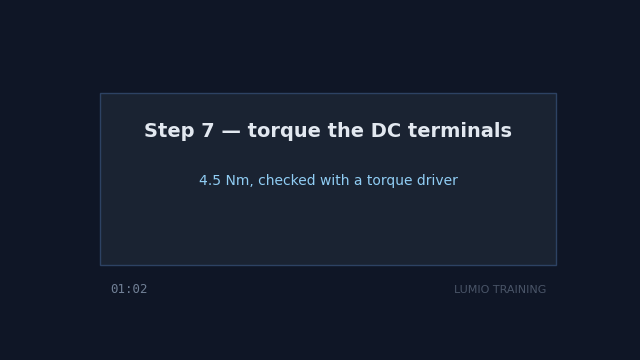 Step 7 — torque the DC terminals
4.5 Nm, checked with a torque driver
01:02
LUMIO TRAINING